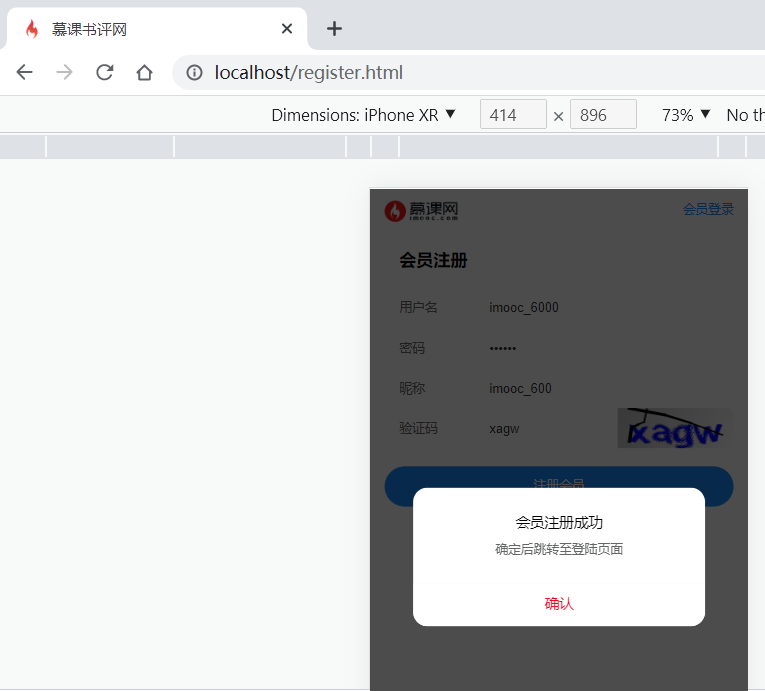 慕课书评网
localhost/register.html
Dimensions: iPhone XR ▼ 414 × 896 73% ▼ No th
慕课网 会员登录
imooc.com
会员注册
用户名 imooc_6000
密码 ••••••
昵称 imooc_600
验证码 xagw xagw
注册会员
会员注册成功
确定后跳转至登陆页面
确认